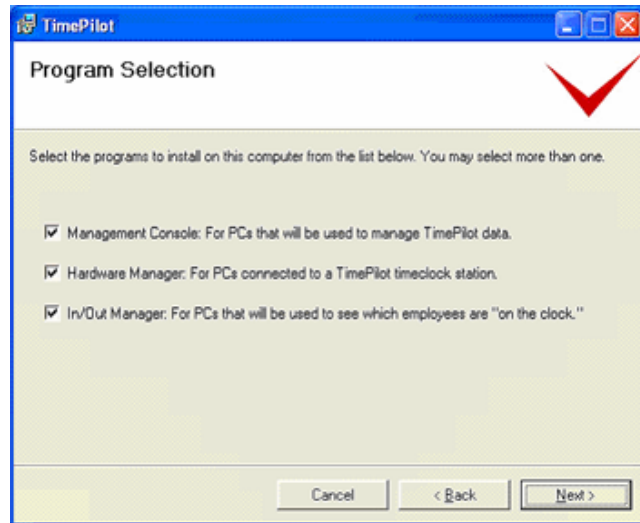 TimePilot
Program Selection
Select the programs to install on this computer from the list below. You may select more than one.
Management Console: For PCs that will be used to manage TimePilot data.
Hardware Manager: For PCs connected to a TimePilot timeclock station.
In/Out Manager: For PCs that will be used to see which employees are "on the clock."
Cancel < Back Next >